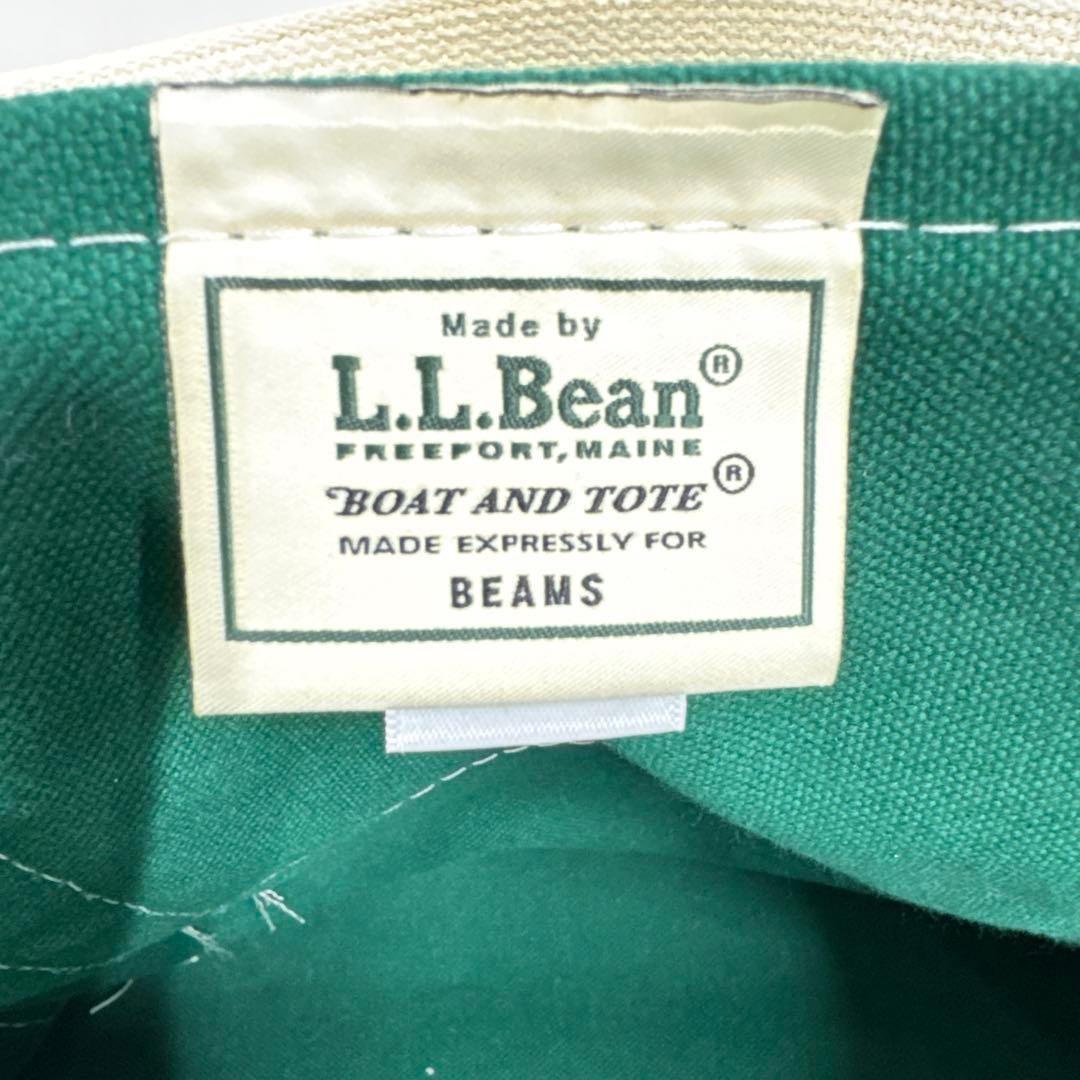 Made by
L.L.Bean®
FREEPORT, MAINE
BOAT AND TOTE®
MADE EXPRESSLY FOR
BEAMS